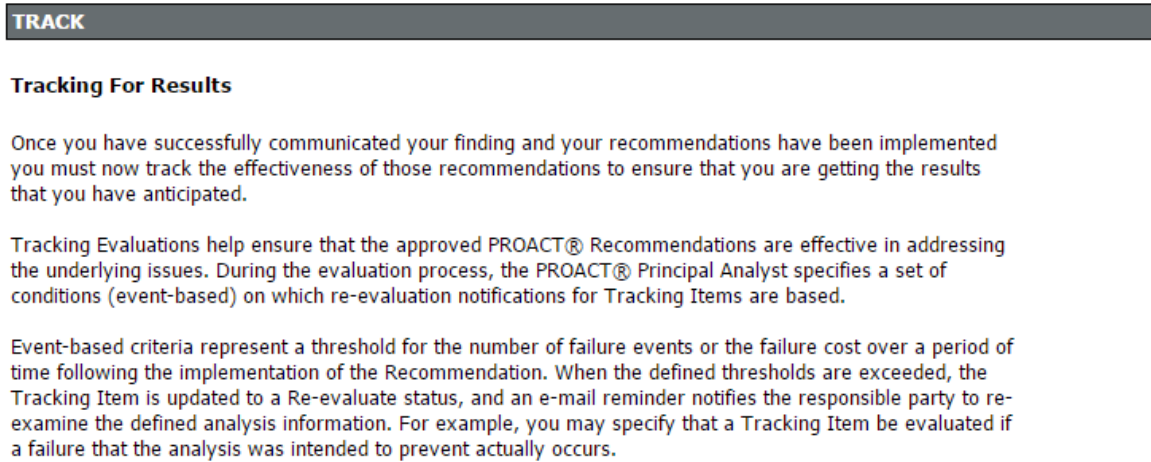 TRACK
Tracking For Results
Once you have successfully communicated your finding and your recommendations have been implemented
you must now track the effectiveness of those recommendations to ensure that you are getting the results
that you have anticipated.
Tracking Evaluations help ensure that the approved PROACT® Recommendations are effective in addressing
the underlying issues. During the evaluation process, the PROACT® Principal Analyst specifies a set of
conditions (event-based) on which re-evaluation notifications for Tracking Items are based.
Event-based criteria represent a threshold for the number of failure events or the failure cost over a period of
time following the implementation of the Recommendation. When the defined thresholds are exceeded, the
Tracking Item is updated to a Re-evaluate status, and an e-mail reminder notifies the responsible party to re-
examine the defined analysis information. For example, you may specify that a Tracking Item be evaluated if
a failure that the analysis was intended to prevent actually occurs.